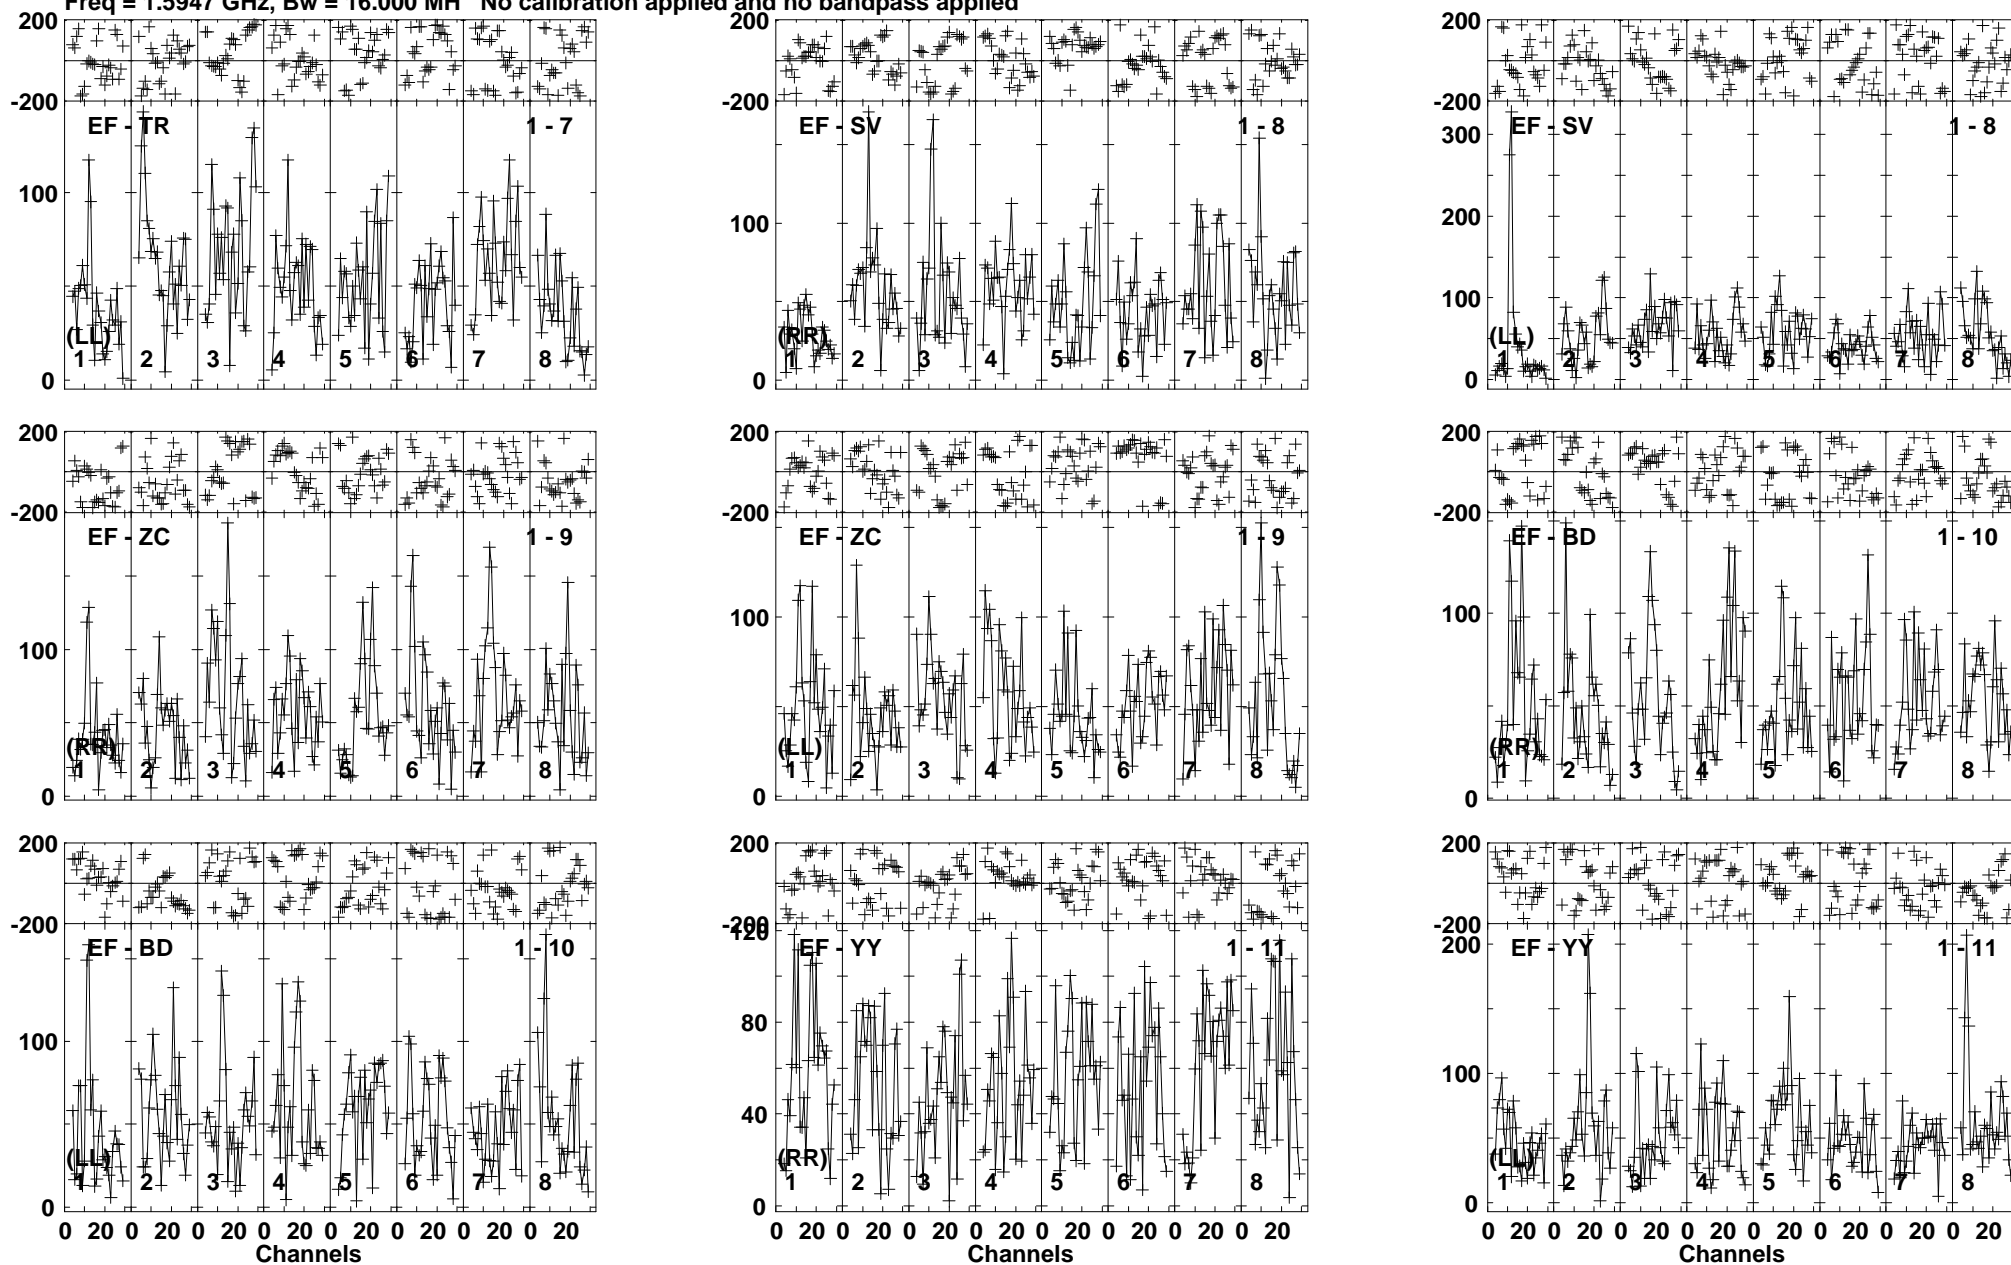 Freq = 1.5947 GHz, Bw = 16.000 MH No calibration applied and no bandpass applied
200 200 200
-200 -200 -200
EF - TR 1 - 7 EF - SV 1 - 8 EF - SV 1 - 8
300
100 100 200
100
(LL) (RR) (LL)
1 2 3 4 5 6 7 8 1 2 3 4 5 6 7 8 1 2 3 4 5 6 7 8
0 0 0
200 200 200
-200 -200 -200
EF - ZC 1 - 9 EF - ZC 1 - 9 EF - BD 1 - 10
100 100 100
(RR) (LL) (RR)
1 2 3 4 5 6 7 8 1 2 3 4 5 6 7 8 1 2 3 4 5 6 7 8
0 0 0
200 200 200
-200 -200 -200
120
EF - BD 1 - 10 EF - YY 1 - 11 EF - YY 1 - 11
200
100 80 100
40
(LL) (RR) (LL)
1 2 3 4 5 6 7 8 1 2 3 4 5 6 7 8 1 2 3 4 5 6 7 8
0 0 0
0 20 0 20 0 20 0 20 0 20 0 20 0 20 0 20 0 20 0 20 0 20 0 20 0 20 0 20 0 20 0 20 0 20 0 20 0 20 0 20 0 20 0 20 0 20 0 20
Channels Channels Channels